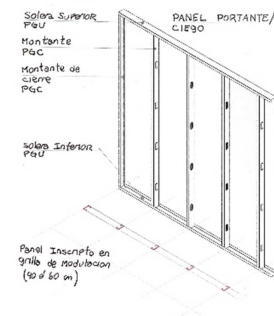 Solera Superior
PGU
PANEL PORTANTE/
CIEGO
Montante
PGC
Montante de
cierre
PGC
Solera Inferior
PGU
Panel Inscripto en
grilla de Modulacion
(40 ó 60 cm)